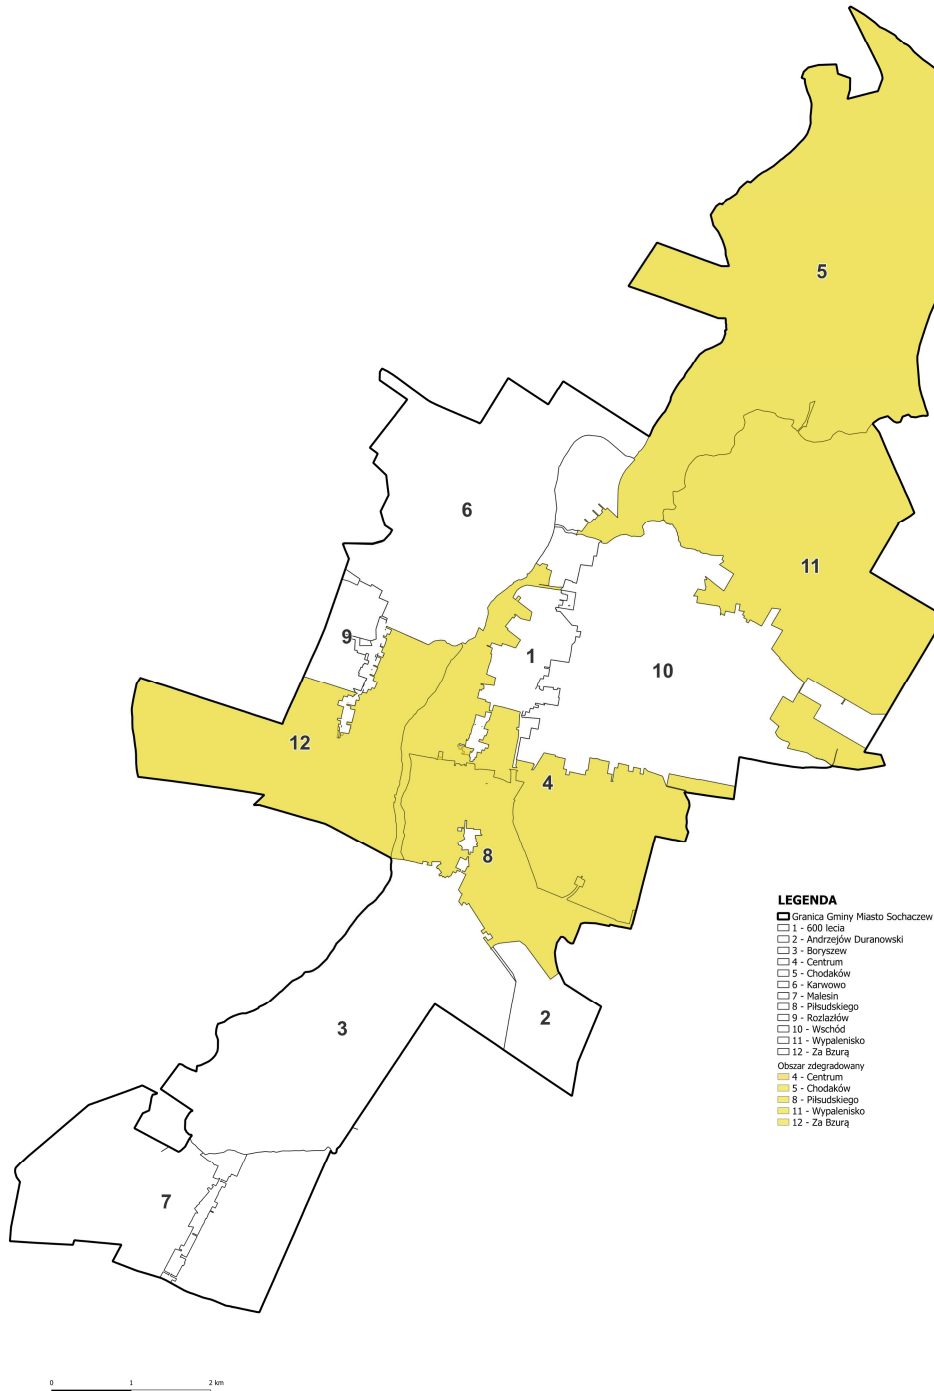 5
6
11
9
1
10
12
4
8
3
2
7
LEGENDA
Granica Gminy Miasto Sochaczew
1 - 600 lecia
2 - Andrzejów Duranowski
3 - Boryszew
4 - Centrum
5 - Chodaków
6 - Karwowo
7 - Malesin
8 - Piłsudskiego
9 - Rozlazłów
10 - Wschód
11 - Wypalenisko
12 - Za Bzurą
Obszar zdegradowany
4 - Centrum
5 - Chodaków
8 - Piłsudskiego
11 - Wypalenisko
12 - Za Bzurą
0 1 2 km